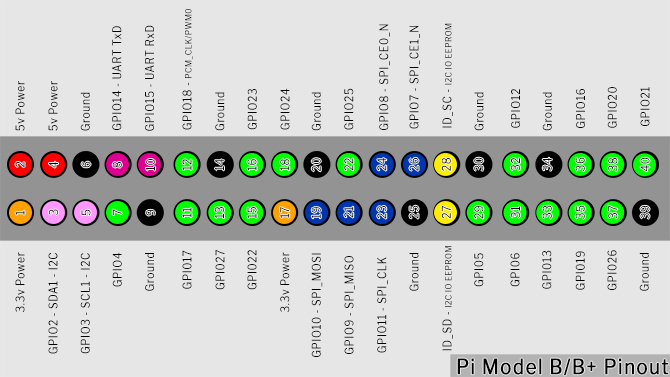 5v Power
5v Power
Ground
GPIO14 - UART TxD
GPIO15 - UART RxD
GPIO18 - PCM_CLK/PWM0
Ground
GPIO23
GPIO24
Ground
GPIO25
GPIO8 - SPI_CE0_N
GPIO7 - SPI_CE1_N
ID_SC - I2C IO EEPROM
Ground
GPIO12
Ground
GPIO16
GPIO20
GPIO21
2
4
6
8
10
12
14
16
18
20
22
24
26
28
30
32
34
36
38
40
1
3
5
7
9
11
13
15
17
19
21
23
25
27
29
31
33
35
37
39
3.3v Power
GPIO2 - SDA1 - I2C
GPIO3 - SCL1 - I2C
GPIO4
Ground
GPIO17
GPIO27
GPIO22
3.3v Power
GPIO10 - SPI_MOSI
GPIO9 - SPI_MISO
GPIO11 - SPI_CLK
Ground
ID_SD - I2C IO EEPROM
GPIO5
GPIO6
GPIO13
GPIO19
GPIO26
Ground
Pi Model B/B+ Pinout